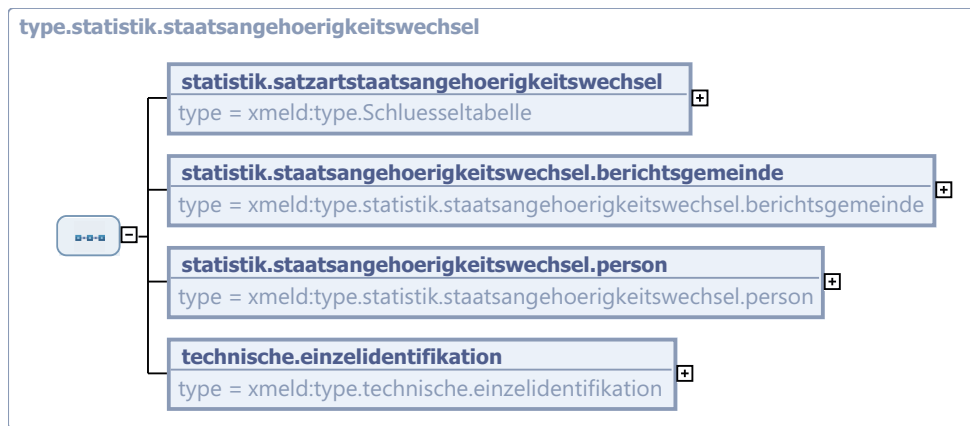 type.statistik.staatsangehoerigkeitswechsel
statistik.satzartstaatsangehoerigkeitswechsel
type = xmeld:type.Schluesseltabelle
statistik.staatsangehoerigkeitswechsel.berichtsgemeinde
type = xmeld:type.statistik.staatsangehoerigkeitswechsel.berichtsgemeinde
statistik.staatsangehoerigkeitswechsel.person
type = xmeld:type.statistik.staatsangehoerigkeitswechsel.person
technische.einzelidentifikation
type = xmeld:type.technische.einzelidentifikation